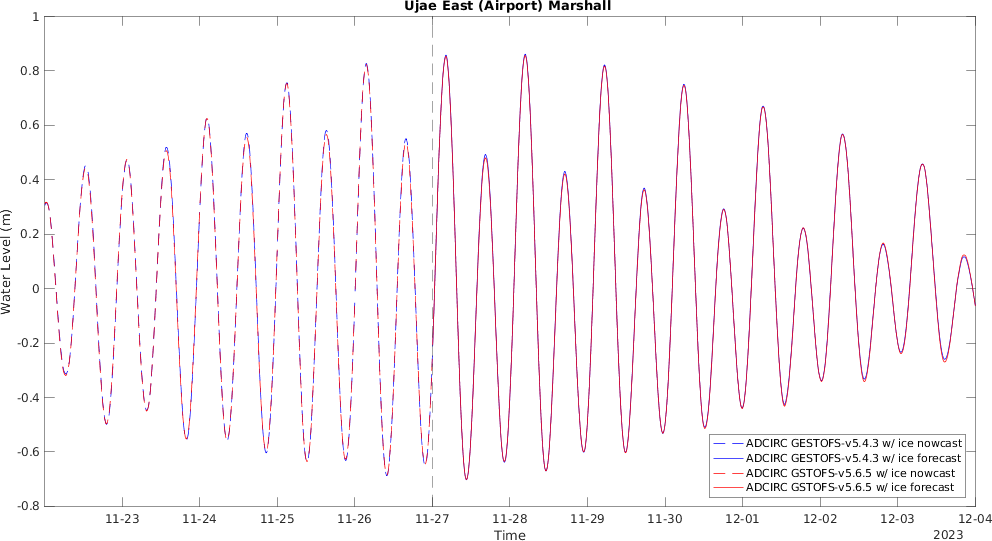 Ujae East (Airport) Marshall
1
0.8
0.6
0.4
0.2
0
-0.2
-0.4
-0.6
-0.8
Water Level (m)
ADCIRC GESTOFS-v5.4.3 w/ ice nowcast
ADCIRC GESTOFS-v5.4.3 w/ ice forecast
ADCIRC GSTOFS-v5.6.5 w/ ice nowcast
ADCIRC GSTOFS-v5.6.5 w/ ice forecast
11-23 11-24 11-25 11-26 11-27 11-28 11-29 11-30 12-01 12-02 12-03 12-04
Time 2023